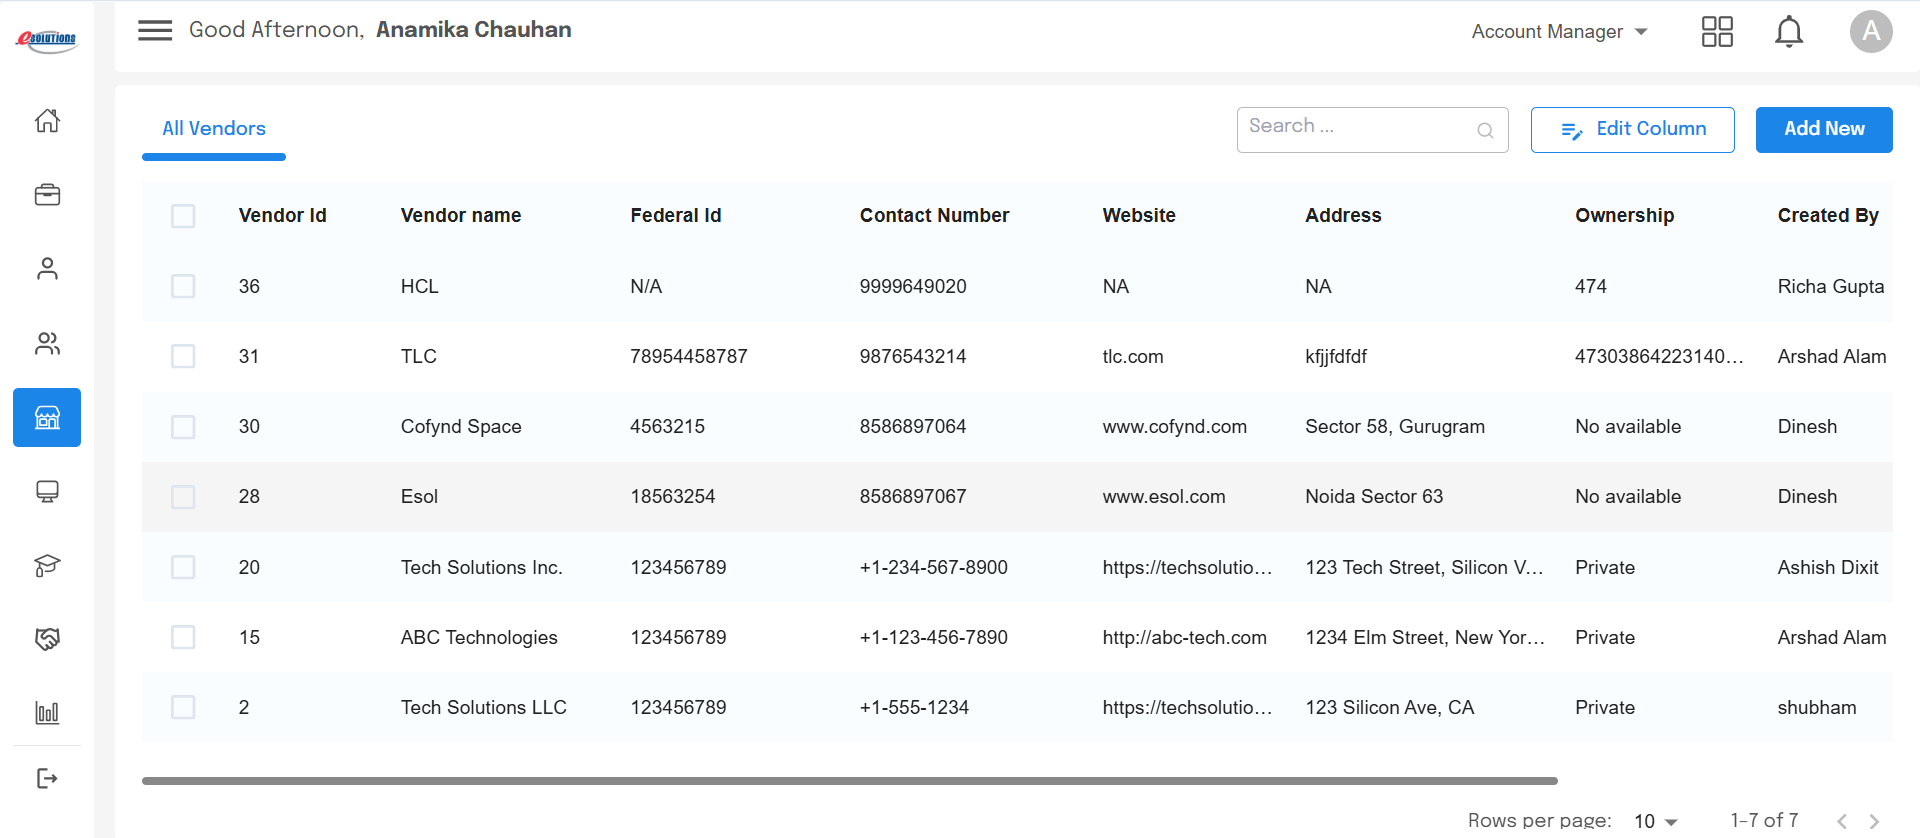 eSOLUTIONS
Good Afternoon, Anamika Chauhan
Account Manager
A
All Vendors
Search ...
Edit Column
Add New
Vendor Id Vendor name Federal Id Contact Number Website Address Ownership Created By
36 HCL N/A 9999649020 NA NA 474 Richa Gupta
31 TLC 78954458787 9876543214 tlc.com kfjjfdfdf 47303864223140... Arshad Alam
30 Cofynd Space 4563215 8586897064 www.cofynd.com Sector 58, Gurugram No available Dinesh
28 Esol 18563254 8586897067 www.esol.com Noida Sector 63 No available Dinesh
20 Tech Solutions Inc. 123456789 +1-234-567-8900 https://techsolutio... 123 Tech Street, Silicon V... Private Ashish Dixit
15 ABC Technologies 123456789 +1-123-456-7890 http://abc-tech.com 1234 Elm Street, New Yor... Private Arshad Alam
2 Tech Solutions LLC 123456789 +1-555-1234 https://techsolutio... 123 Silicon Ave, CA Private shubham
Rows per page: 10 1–7 of 7